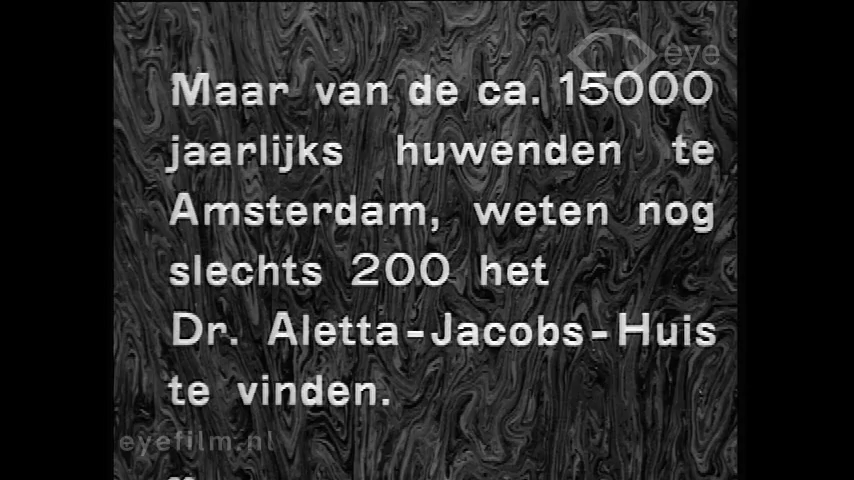 eye
Maar van de ca. 15000
jaarlijks huwenden te
Amsterdam, weten nog
slechts 200 het
Dr. Aletta-Jacobs-Huis
te vinden.
eyefilm.nl